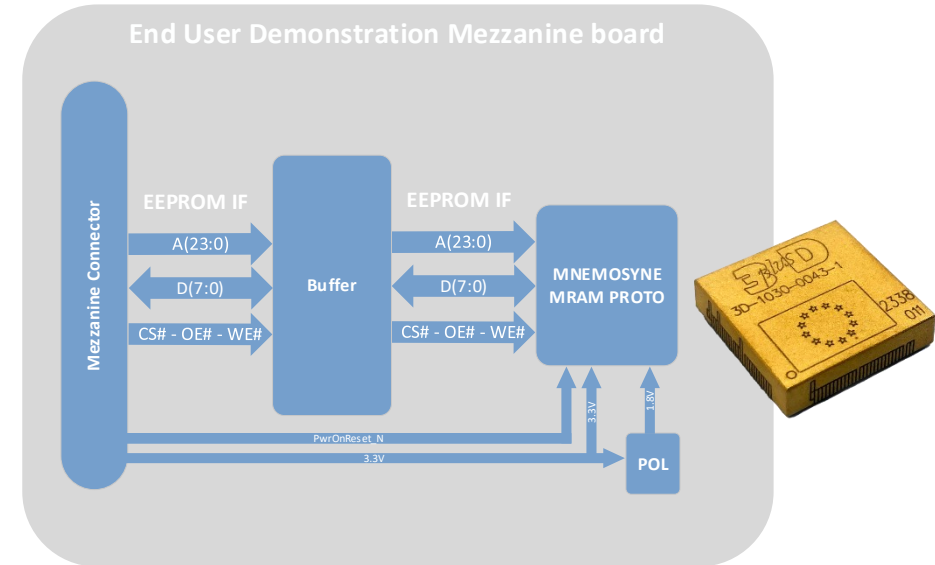 End User Demonstration Mezzanine board
Mezzanine Connector
EEPROM IF
A(23:0)
D(7:0)
CS# - OE# - WE#
Buffer
EEPROM IF
A(23:0)
D(7:0)
CS# - OE# - WE#
MNEMOSYNE
MRAM PROTO
PwrOnReset_N
3.3V
3.3V
1.8V
POL
3D
PLUS
3D-1030-0043-1
2338
011